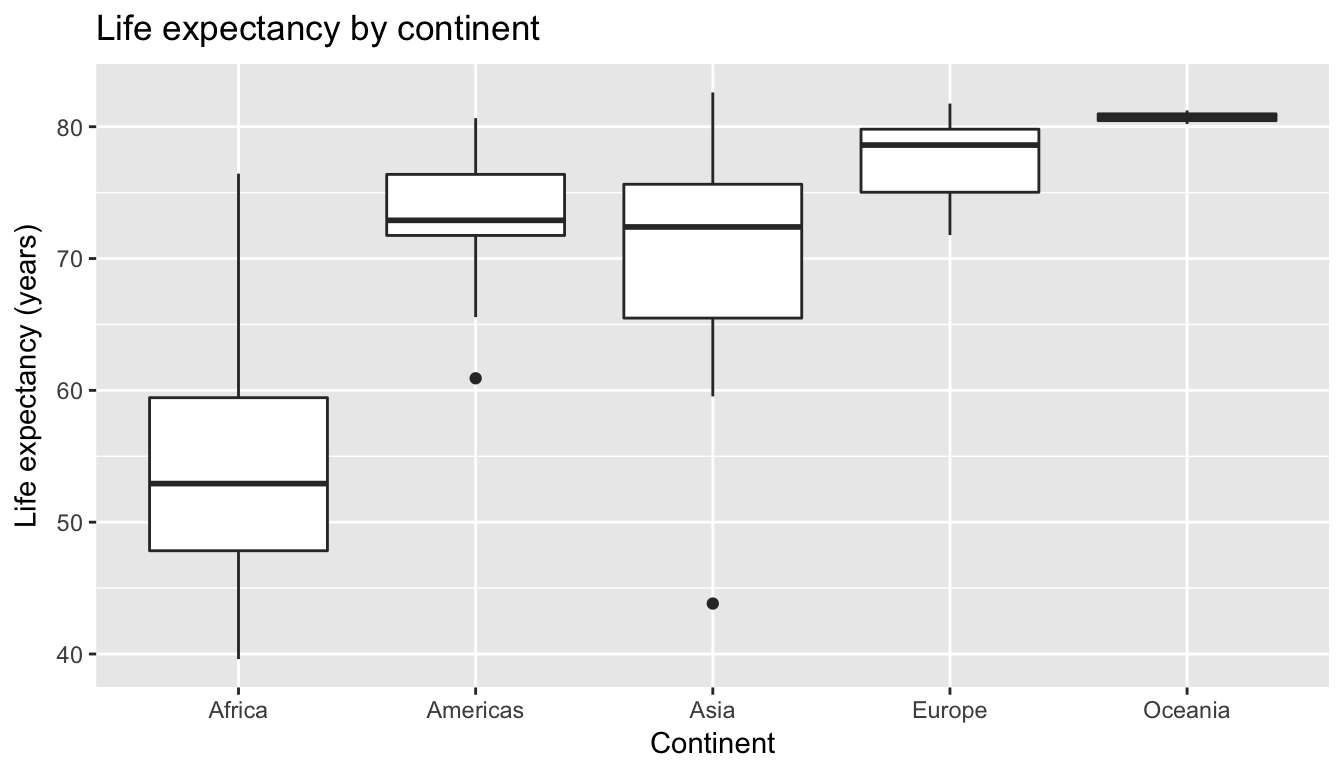 Life expectancy by continent
80
70
60
50
40
Life expectancy (years)
Africa Americas Asia Europe Oceania
Continent